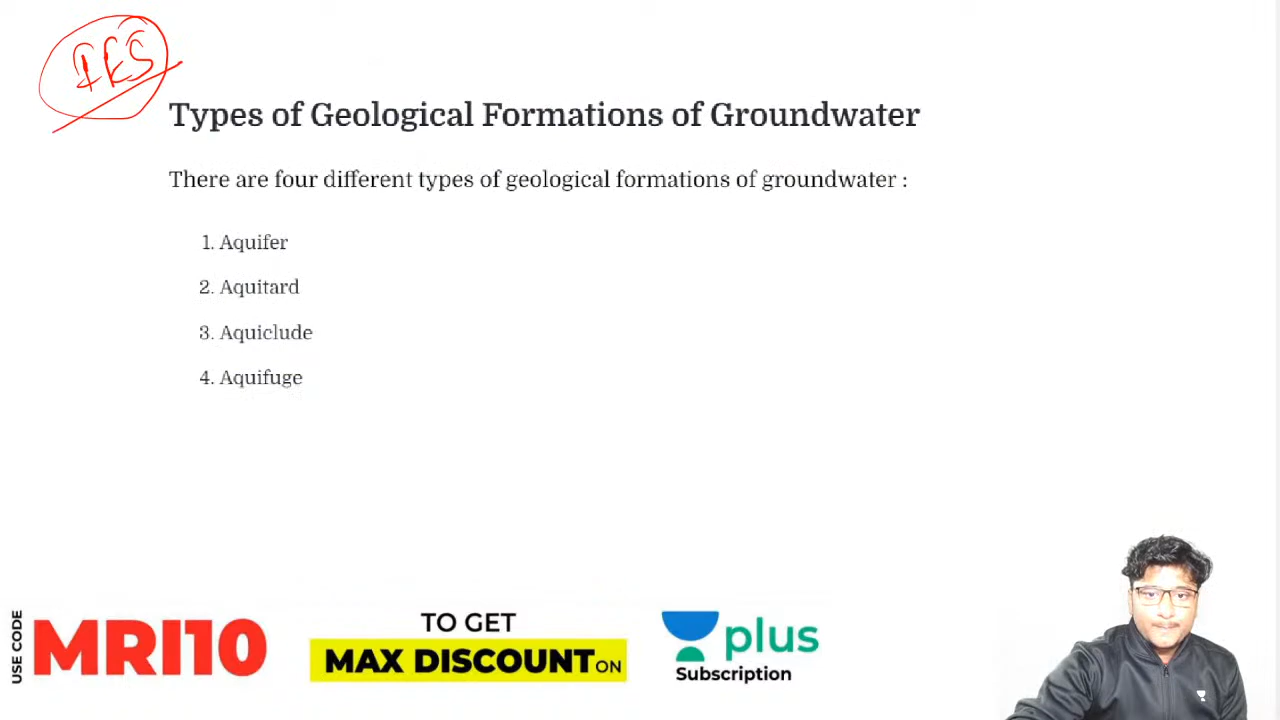 IES
Types of Geological Formations of Groundwater
There are four different types of geological formations of groundwater :
1. Aquifer
2. Aquitard
3. Aquiclude
4. Aquifuge
USE CODE
MRI10
TO GET
MAX DISCOUNT ON
plus
Subscription